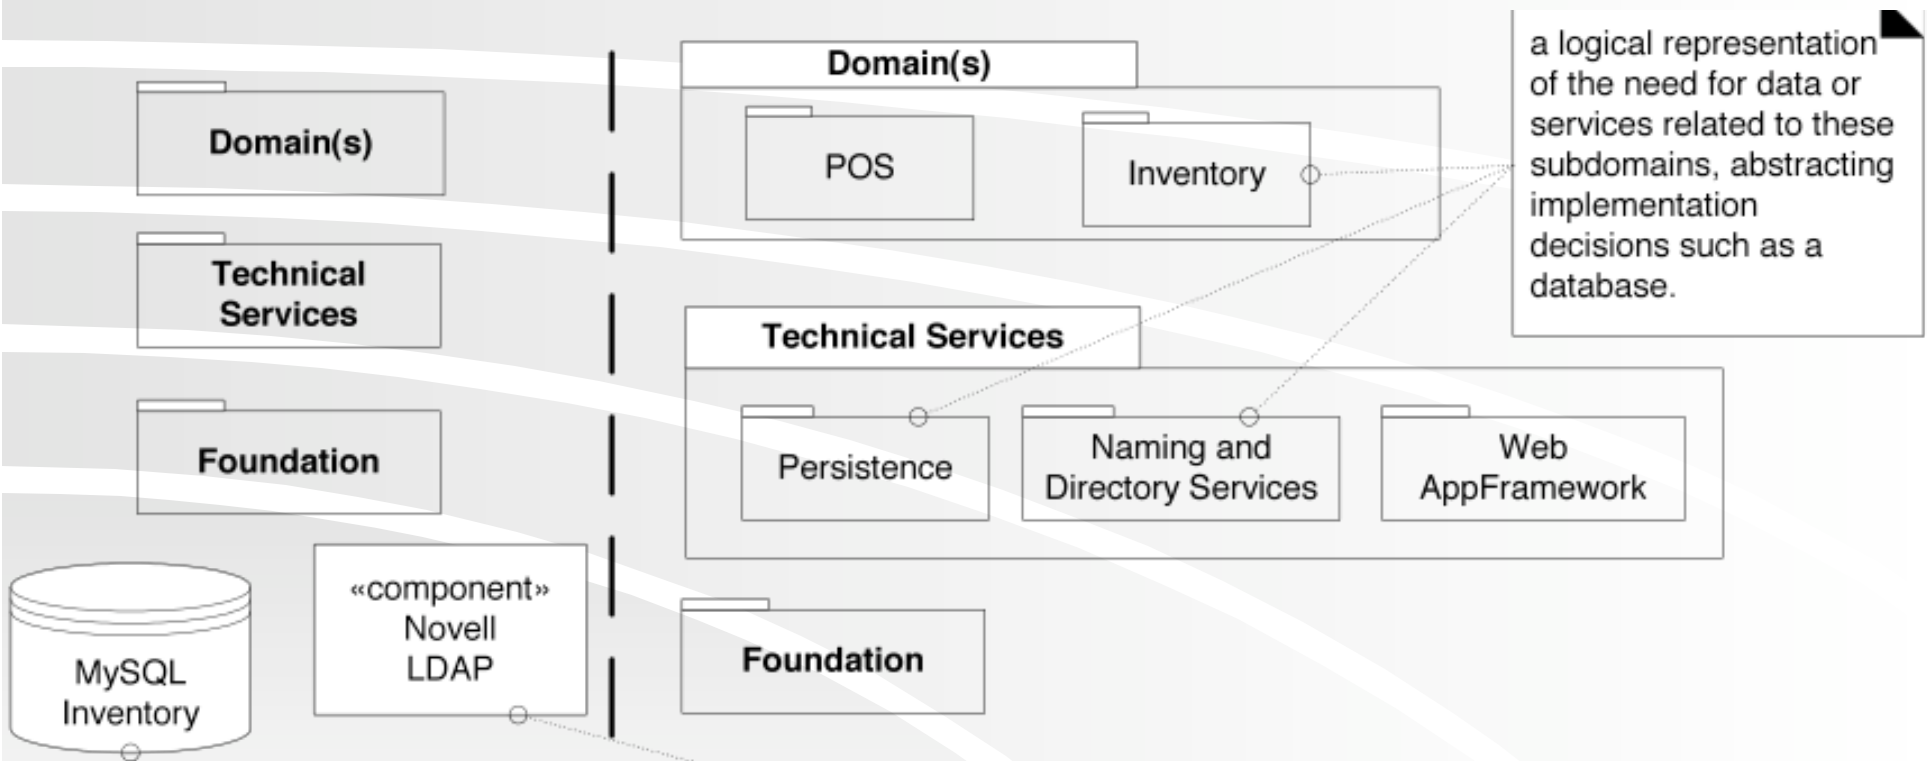 Domain(s)
Technical
Services
Foundation
MySQL
Inventory
«component»
Novell
LDAP
Domain(s)
POS
Inventory
Technical Services
Persistence
Naming and
Directory Services
Web
AppFramework
Foundation
a logical representation
of the need for data or
services related to these
subdomains, abstracting
implementation
decisions such as a
database.